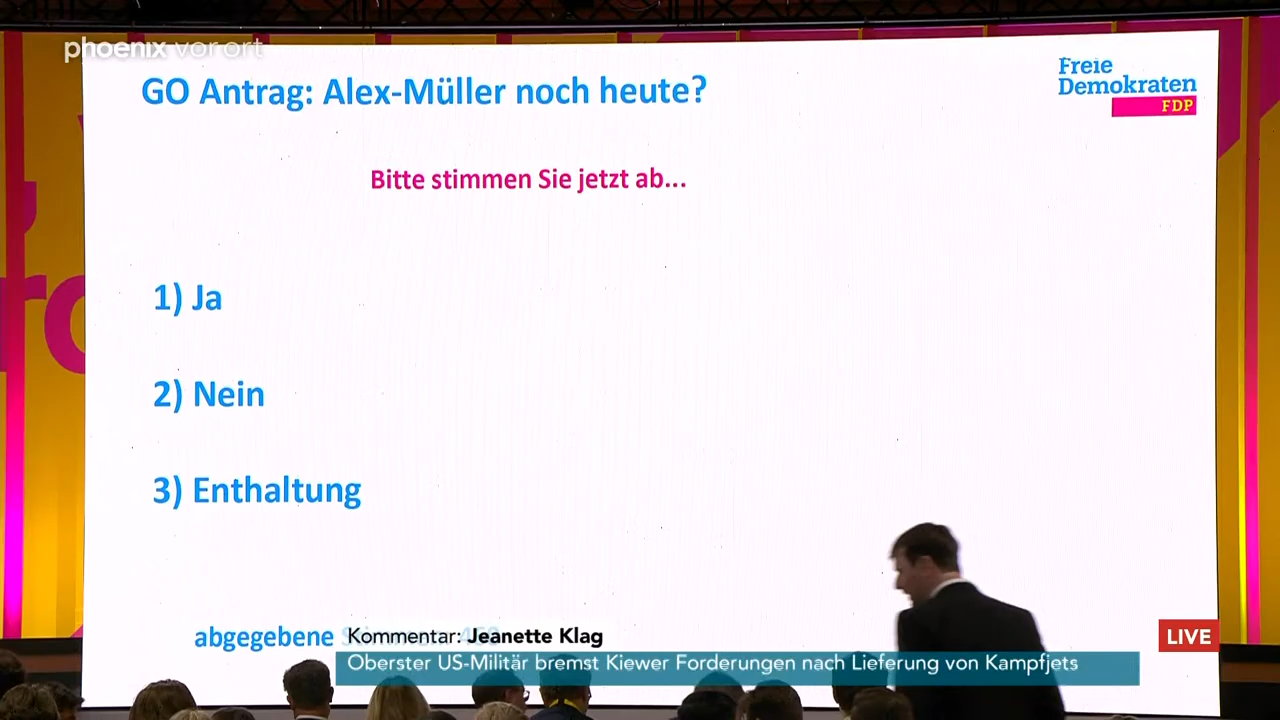 phoenix vor ort
GO Antrag: Alex-Müller noch heute?
Freie
Demokraten
FDP
Bitte stimmen Sie jetzt ab...
1) Ja
2) Nein
3) Enthaltung
abgegebene
Kommentar: Jeanette Klag
LIVE
Oberster US-Militär bremst Kiewer Forderungen nach Lieferung von Kampfjets